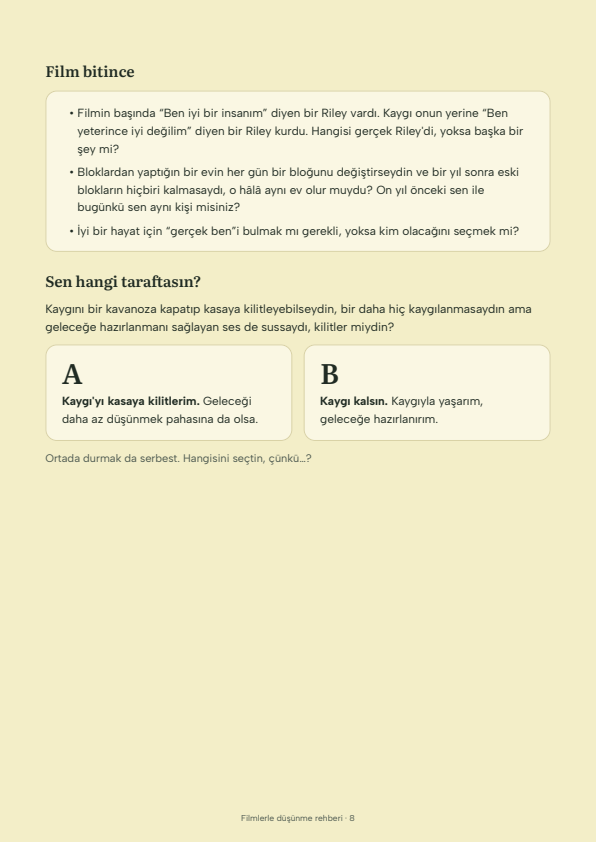 Film bitince
• Filmin başında “Ben iyi bir insanım” diyen bir Riley vardı. Kaygı onun yerine “Ben
yeterince iyi değilim” diyen bir Riley kurdu. Hangisi gerçek Riley'di, yoksa başka bir
şey mi?
• Bloklardan yaptığın bir evin her gün bir bloğunu değiştirseydin ve bir yıl sonra eski
blokların hiçbiri kalmasaydı, o hâlâ aynı ev olur muydu? On yıl önceki sen ile
bugünkü sen aynı kişi misiniz?
• İyi bir hayat için “gerçek ben”i bulmak mı gerekli, yoksa kim olacağını seçmek mi?
Sen hangi taraftasın?
Kaygını bir kavanoza kapatıp kasaya kilitleyebilseydin, bir daha hiç kaygılanmasaydın ama
geleceğe hazırlanmanı sağlayan ses de sussaydı, kilitler miydin?
A
Kaygı'yı kasaya kilitlerim. Geleceği
daha az düşünmek pahasına da olsa.
B
Kaygı kalsın. Kaygıyla yaşarım,
geleceğe hazırlanırım.
Ortada durmak da serbest. Hangisini seçtin, çünkü…?
Filmlerle düşünme rehberi · 8